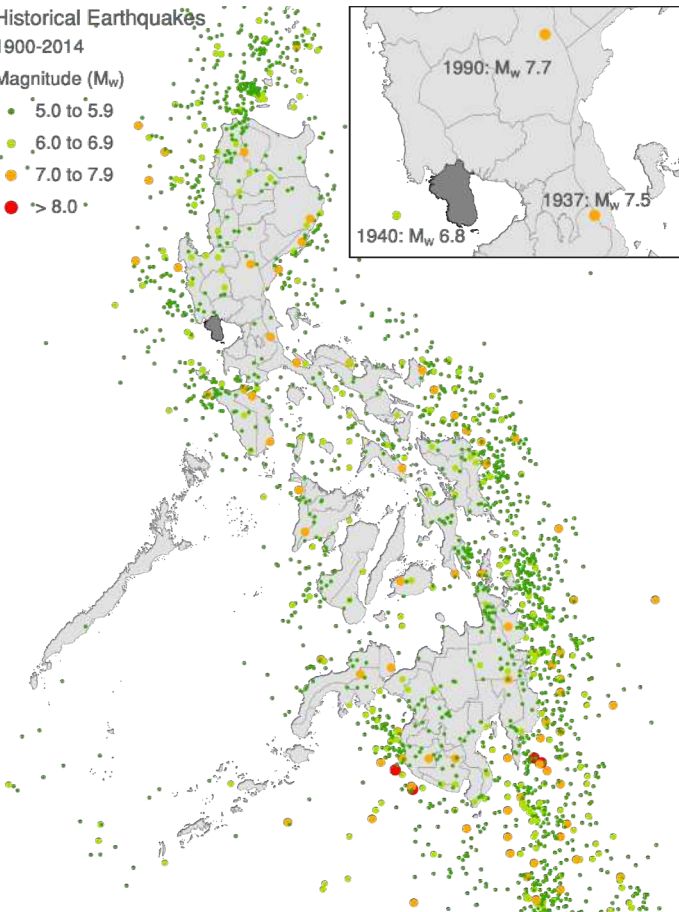 Historical Earthquakes
1900-2014
Magnitude (Mw)
5.0 to 5.9
6.0 to 6.9
7.0 to 7.9
> 8.0
1990: Mw 7.7
1937: Mw 7.5
1940: Mw 6.8